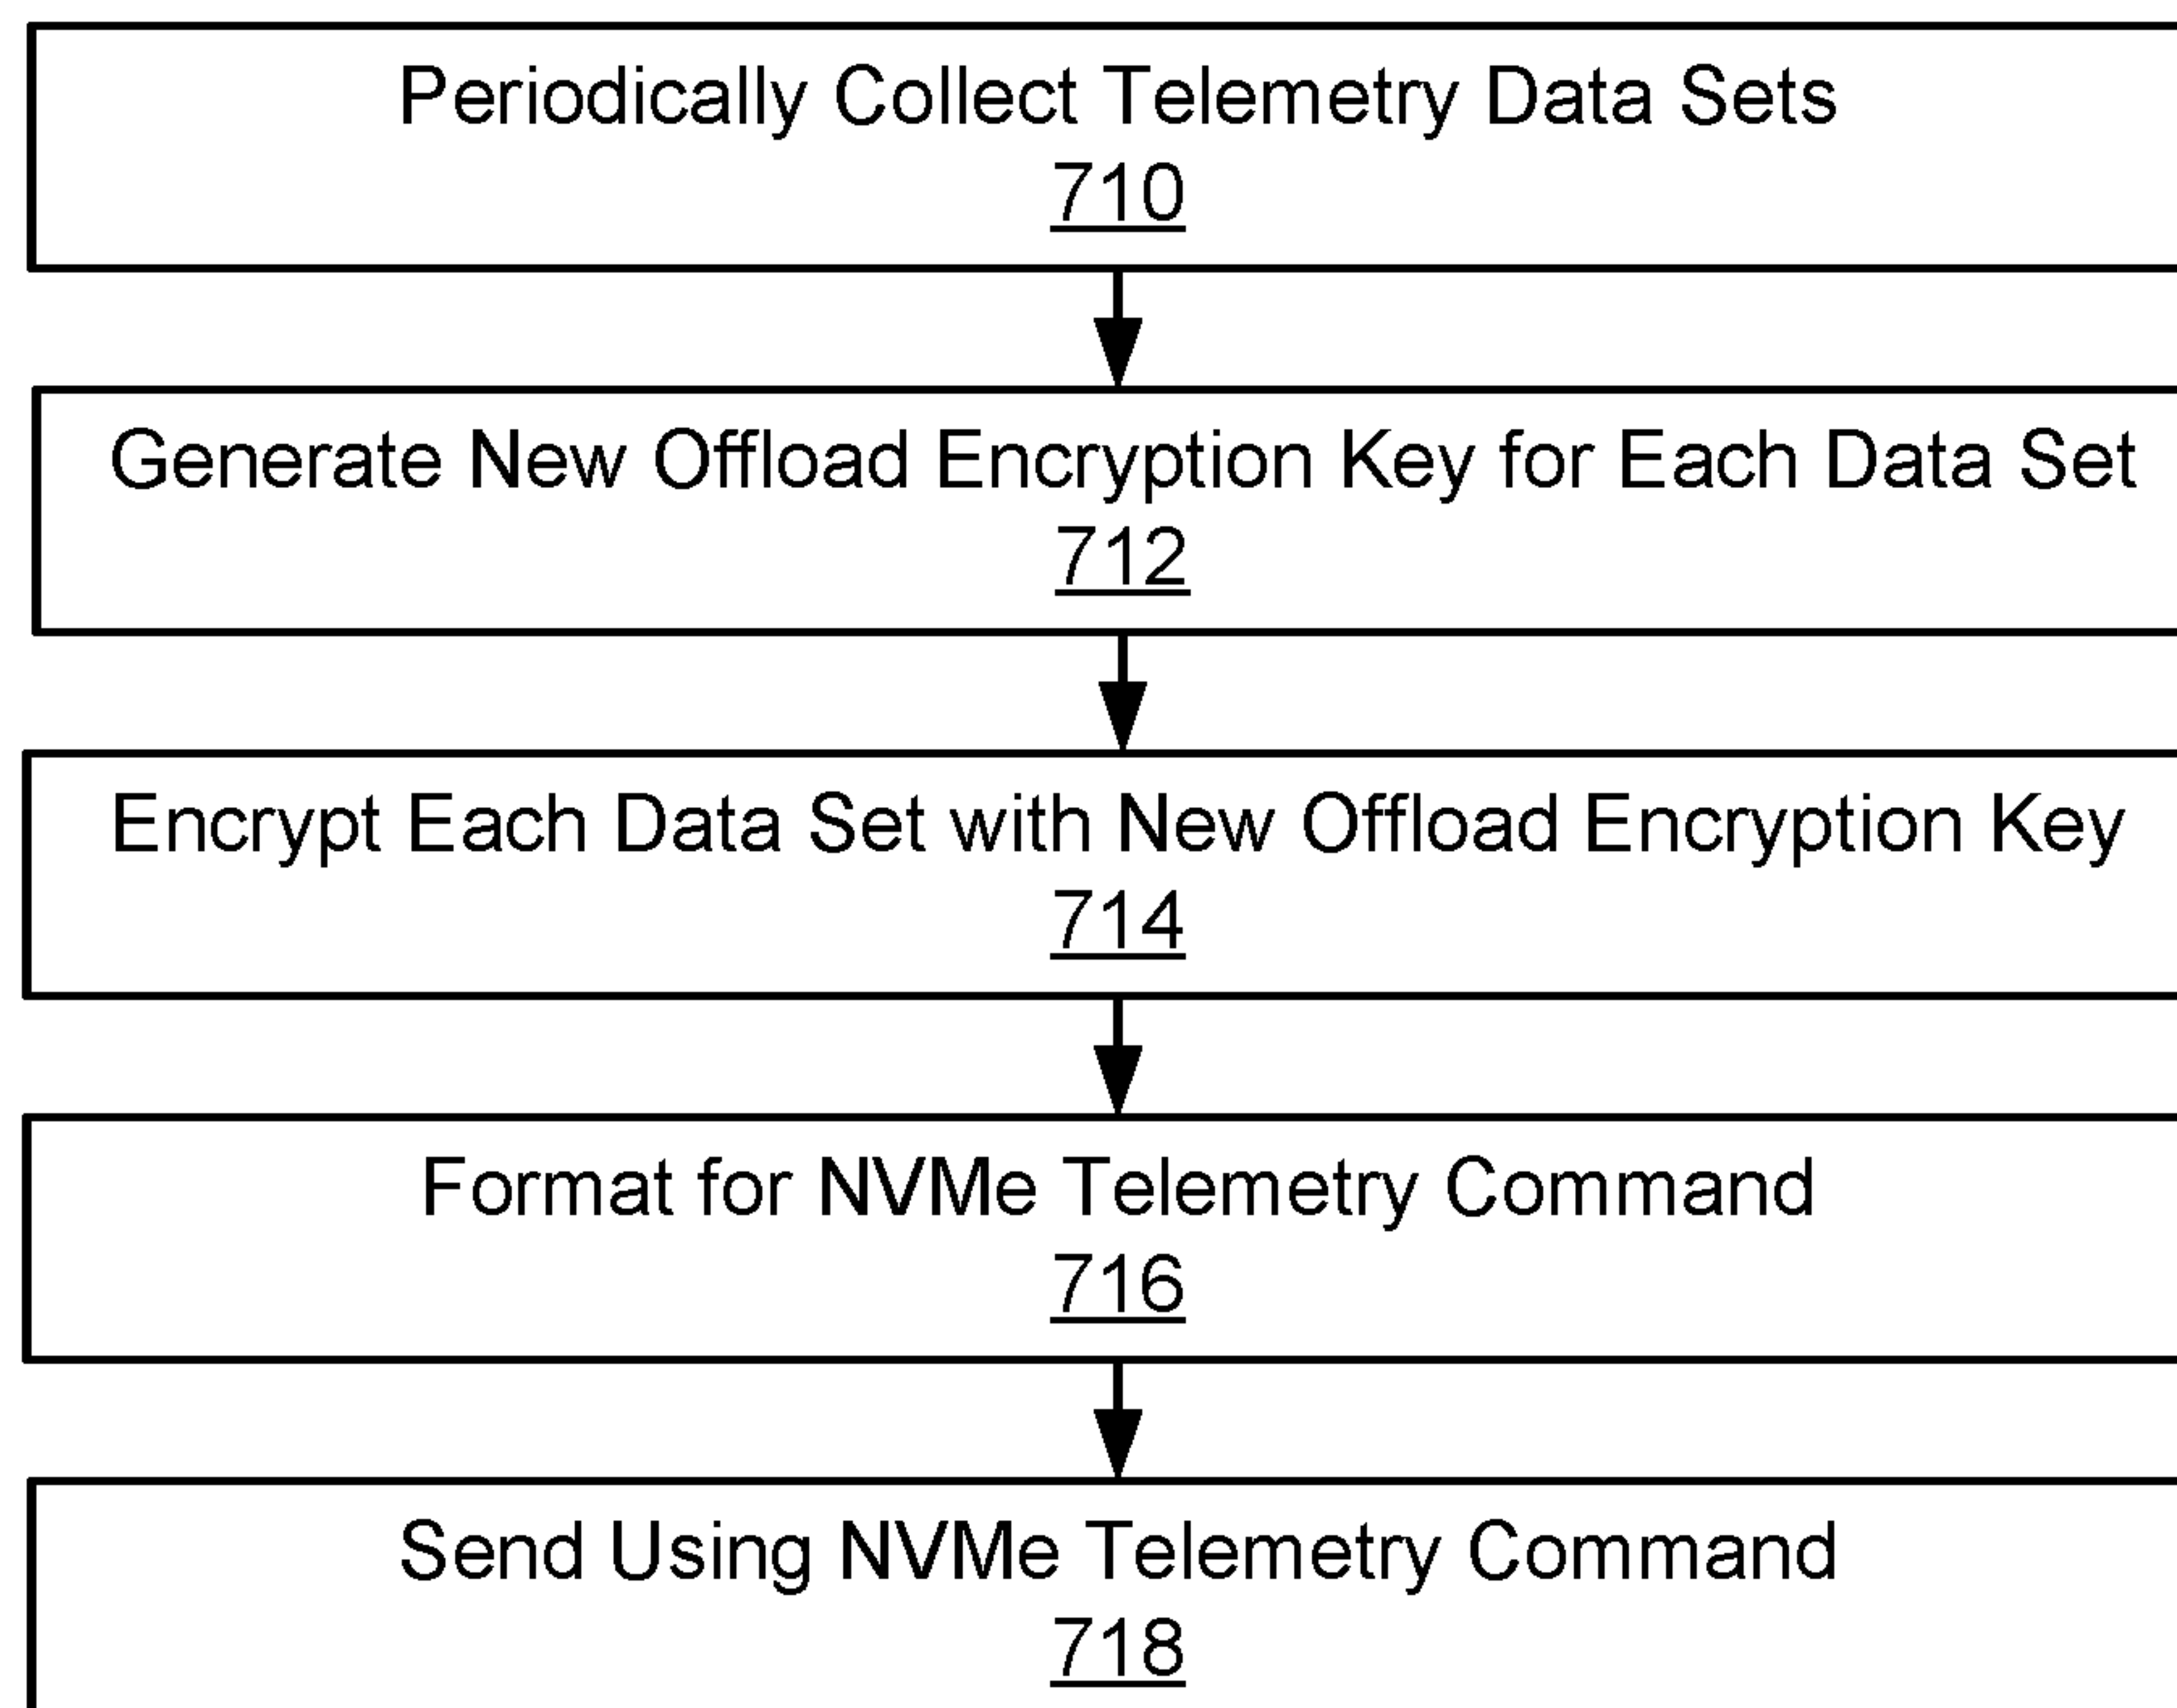 Periodically Collect Telemetry Data Sets
710
Generate New Offload Encryption Key for Each Data Set
712
Encrypt Each Data Set with New Offload Encryption Key
714
Format for NVMe Telemetry Command
716
Send Using NVMe Telemetry Command
718